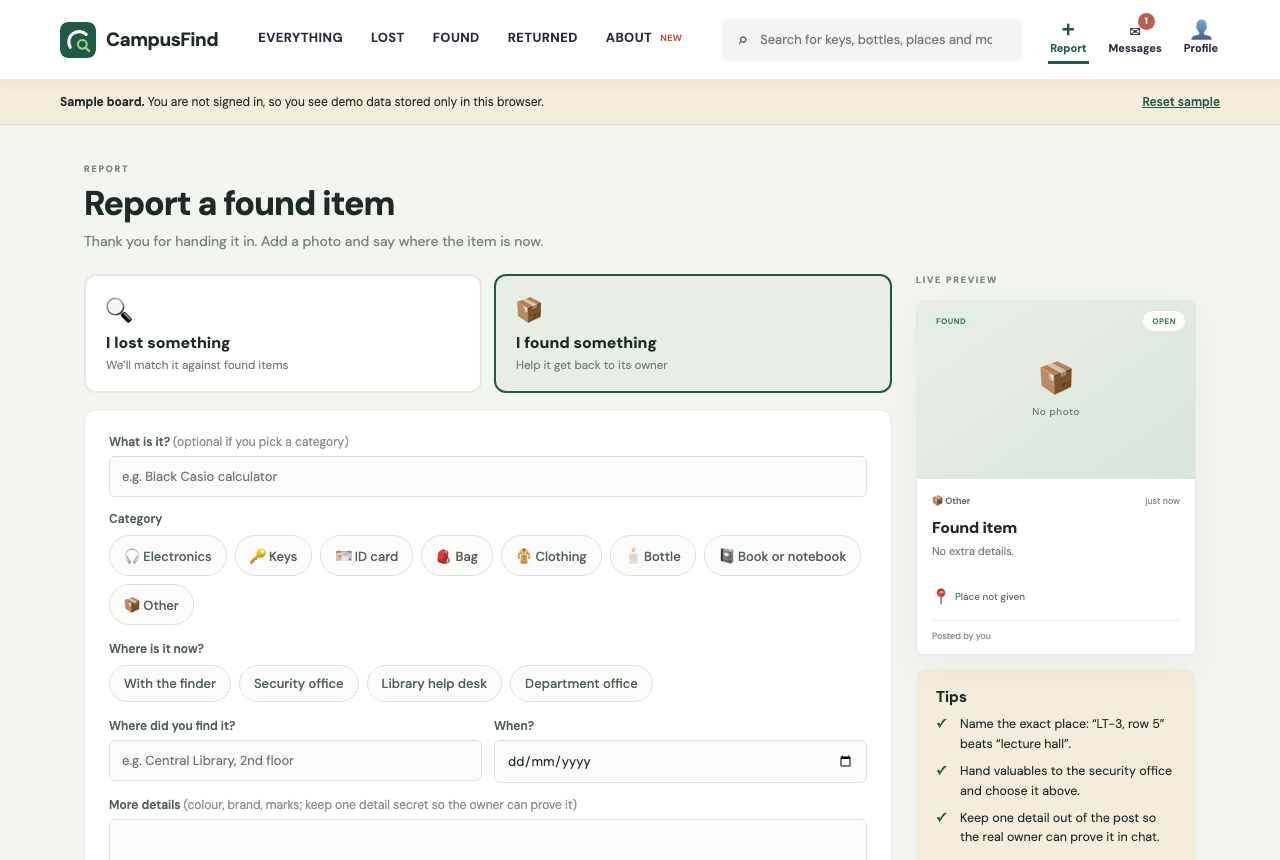 CampusFind
EVERYTHING LOST FOUND RETURNED ABOUT NEW
Search for keys, bottles, places and mo
Report
1
Messages
Profile
Sample board. You are not signed in, so you see demo data stored only in this browser.
Reset sample
REPORT
Report a found item
Thank you for handing it in. Add a photo and say where the item is now.
I lost something
We’ll match it against found items
I found something
Help it get back to its owner
What is it? (optional if you pick a category)
e.g. Black Casio calculator
Category
Electronics Keys ID card Bag Clothing Bottle Book or notebook
Other
Where is it now?
With the finder Security office Library help desk Department office
Where did you find it?
e.g. Central Library, 2nd floor
When?
dd/mm/yyyy
More details (colour, brand, marks; keep one detail secret so the owner can prove it)
LIVE PREVIEW
FOUND OPEN
No photo
Other just now
Found item
No extra details.
Place not given
Posted by you
Tips
Name the exact place: “LT-3, row 5”
beats “lecture hall”.
Hand valuables to the security office
and choose it above.
Keep one detail out of the post so
the real owner can prove it in chat.